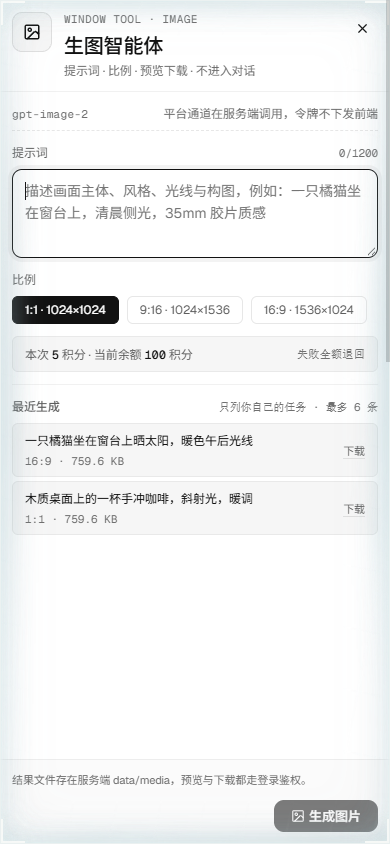 WINDOW TOOL · IMAGE
生图智能体
提示词 · 比例 · 预览下载 · 不进入对话
gpt-image-2
平台通道在服务端调用，令牌不下发前端
提示词
0/1200
描述画面主体、风格、光线与构图，例如：一只橘猫坐
在窗台上，清晨侧光，35mm 胶片质感
比例
1:1 · 1024×1024
9:16 · 1024×1536
16:9 · 1536×1024
本次 5 积分 · 当前余额 100 积分
失败全额退回
最近生成
只列你自己的任务 · 最多 6 条
一只橘猫坐在窗台上晒太阳，暖色午后光线
16:9 · 759.6 KB
下载
木质桌面上的一杯手冲咖啡，斜射光，暖调
1:1 · 759.6 KB
下载
结果文件存在服务端 data/media，预览与下载都走登录鉴权。
生成图片